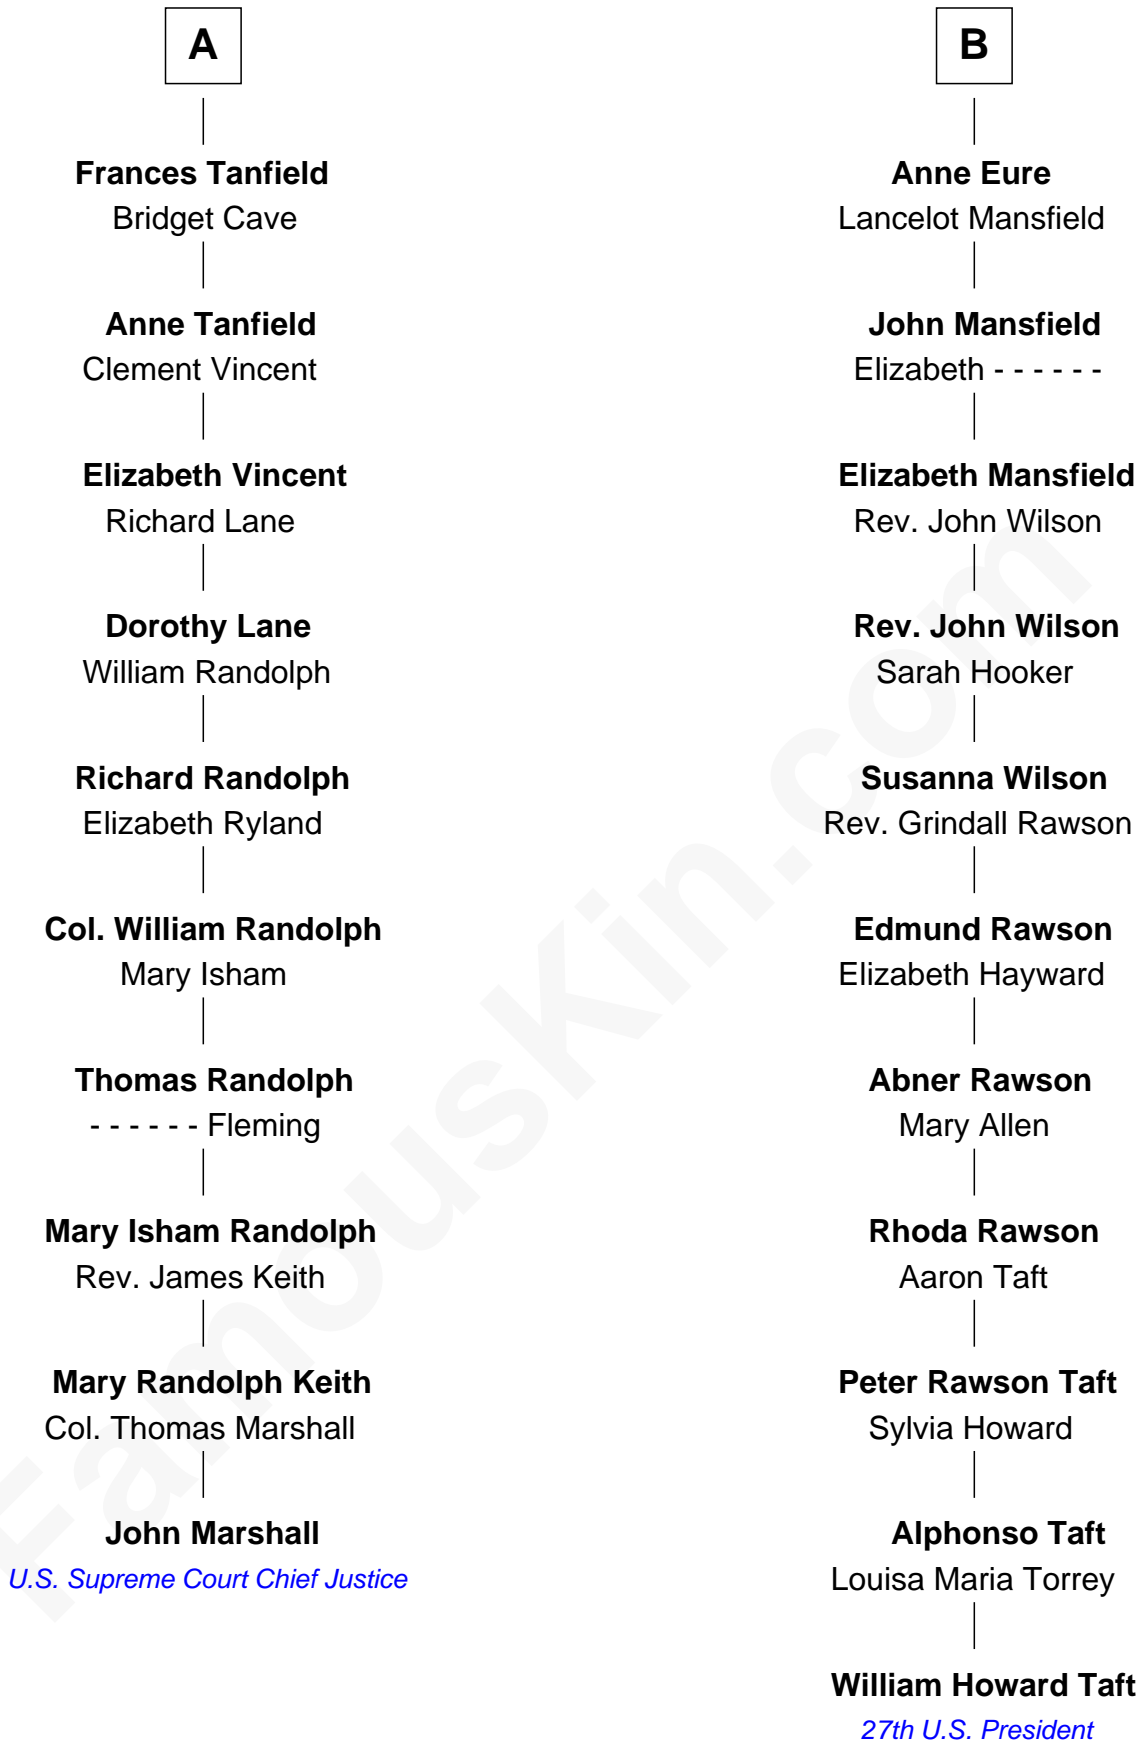 A
Frances Tanfield
Bridget Cave
Anne Tanfield
Clement Vincent
Elizabeth Vincent
Richard Lane
Dorothy Lane
William Randolph
Richard Randolph
Elizabeth Ryland
Col. William Randolph
Mary Isham
Thomas Randolph
- - - - - - Fleming
Mary Isham Randolph
Rev. James Keith
Mary Randolph Keith
Col. Thomas Marshall
John Marshall
U.S. Supreme Court Chief Justice
B
Anne Eure
Lancelot Mansfield
John Mansfield
Elizabeth - - - - - -
Elizabeth Mansfield
Rev. John Wilson
Rev. John Wilson
Sarah Hooker
Susanna Wilson
Rev. Grindall Rawson
Edmund Rawson
Elizabeth Hayward
Abner Rawson
Mary Allen
Rhoda Rawson
Aaron Taft
Peter Rawson Taft
Sylvia Howard
Alphonso Taft
Louisa Maria Torrey
William Howard Taft
27th U.S. President
FamousKin.com